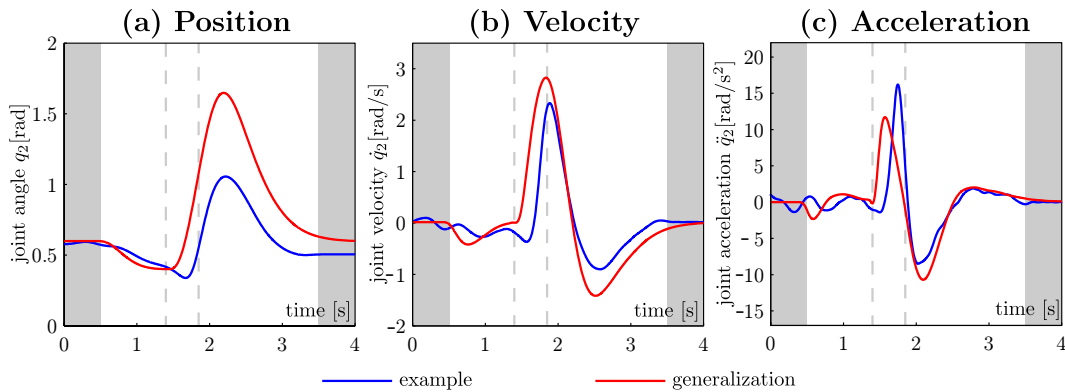 (a) Position
(b) Velocity
(c) Acceleration
joint angle q₂[rad]
2
1.5
1
0.5
0
0 1 2 3 4
time [s]
joint velocity q̇₂[rad/s]
3
2
1
0
-1
-2
0 1 2 3 4
joint acceleration q̈₂[rad/s²]
20
15
10
5
0
-5
-10
-15
0 1 2 3 4
time [s]
example
generalization